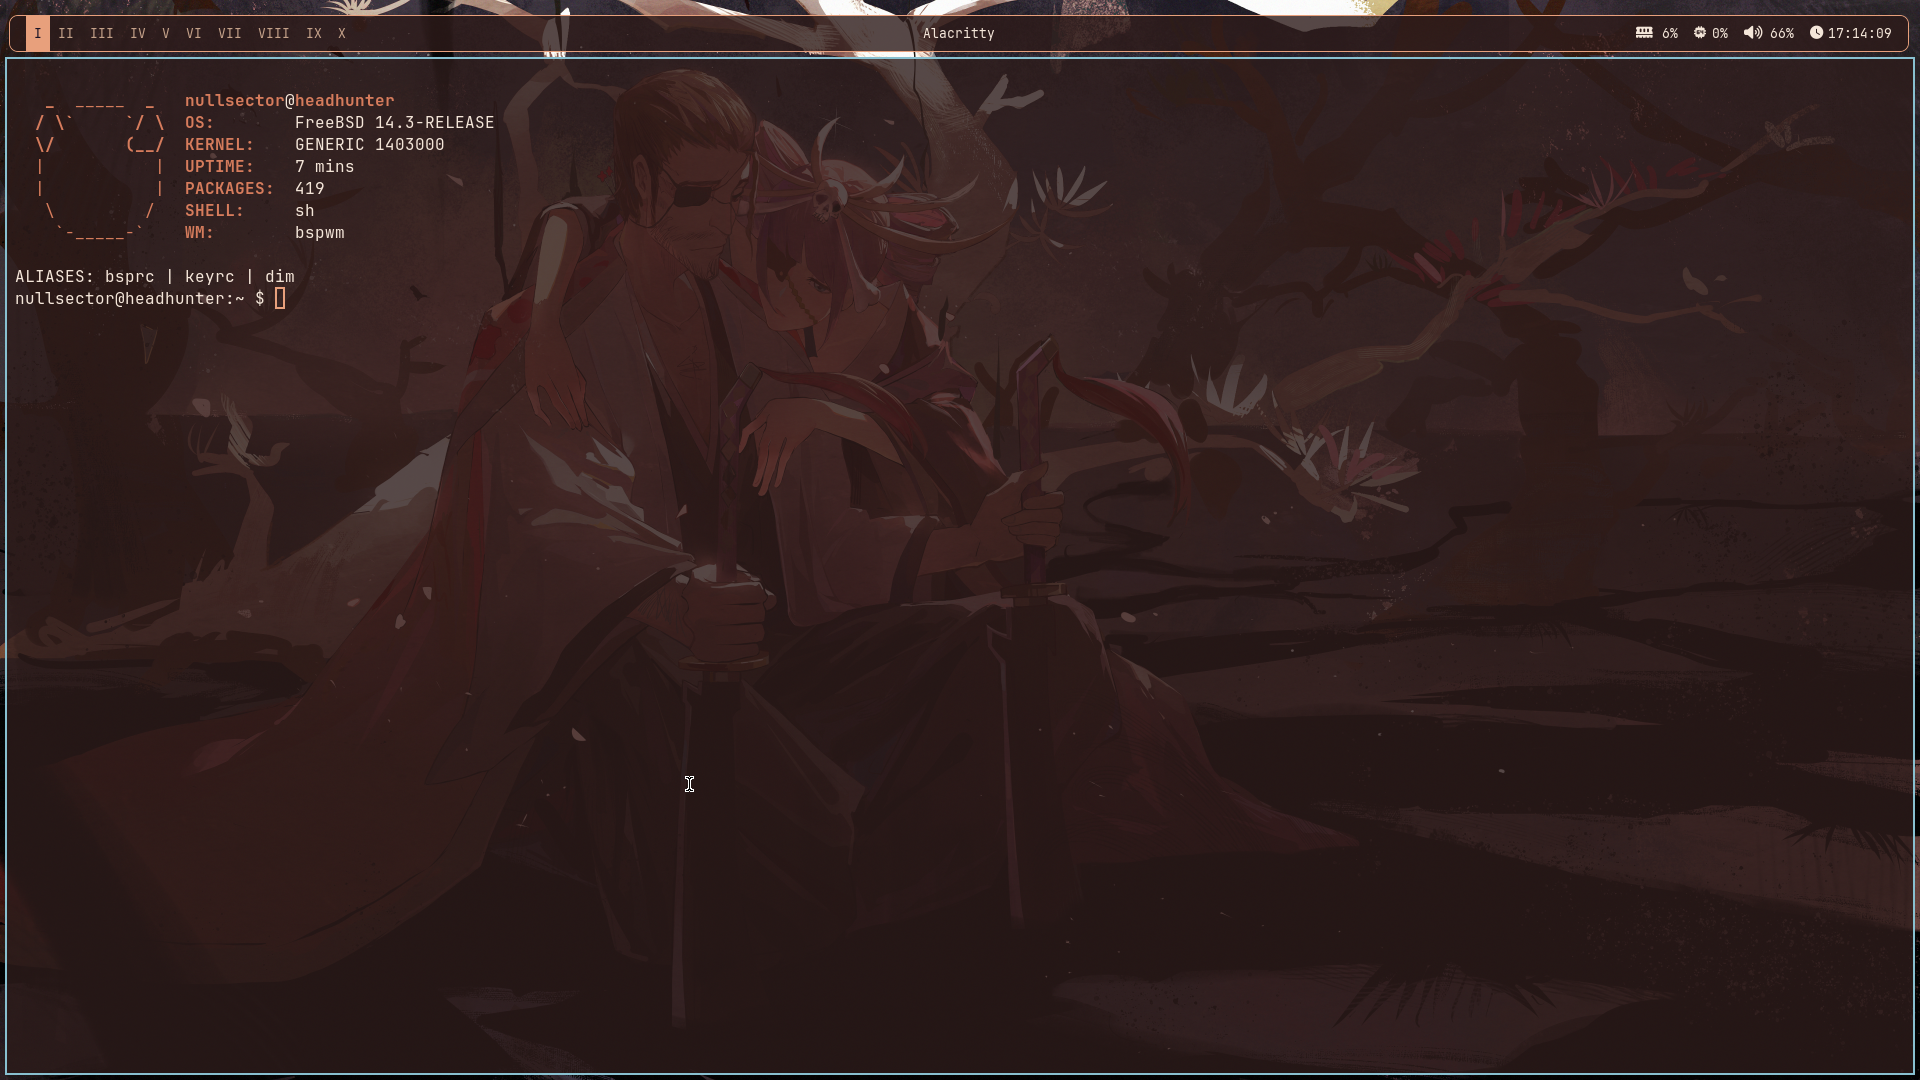 I II III IV V VI VII VIII IX X Alacritty 6% 0% 66% 17:14:09
nullsector@headhunter
OS: FreeBSD 14.3-RELEASE
KERNEL: GENERIC 1403000
UPTIME: 7 mins
PACKAGES: 419
SHELL: sh
WM: bspwm
ALIASES: bsprc | keyrc | dim
nullsector@headhunter:~ $